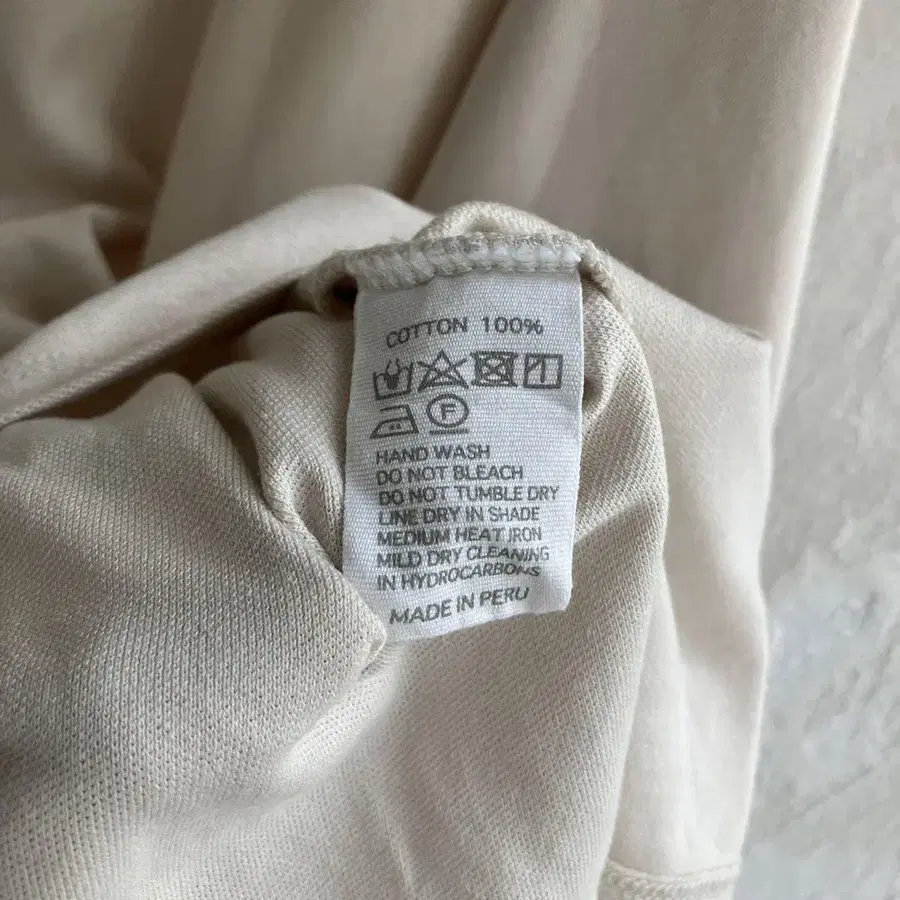 COTTON 100%
F
HAND WASH
DO NOT BLEACH
DO NOT TUMBLE DRY
LINE DRY IN SHADE
MEDIUM HEAT IRON
MILD DRY CLEANING
IN HYDROCARBONS
MADE IN PERU